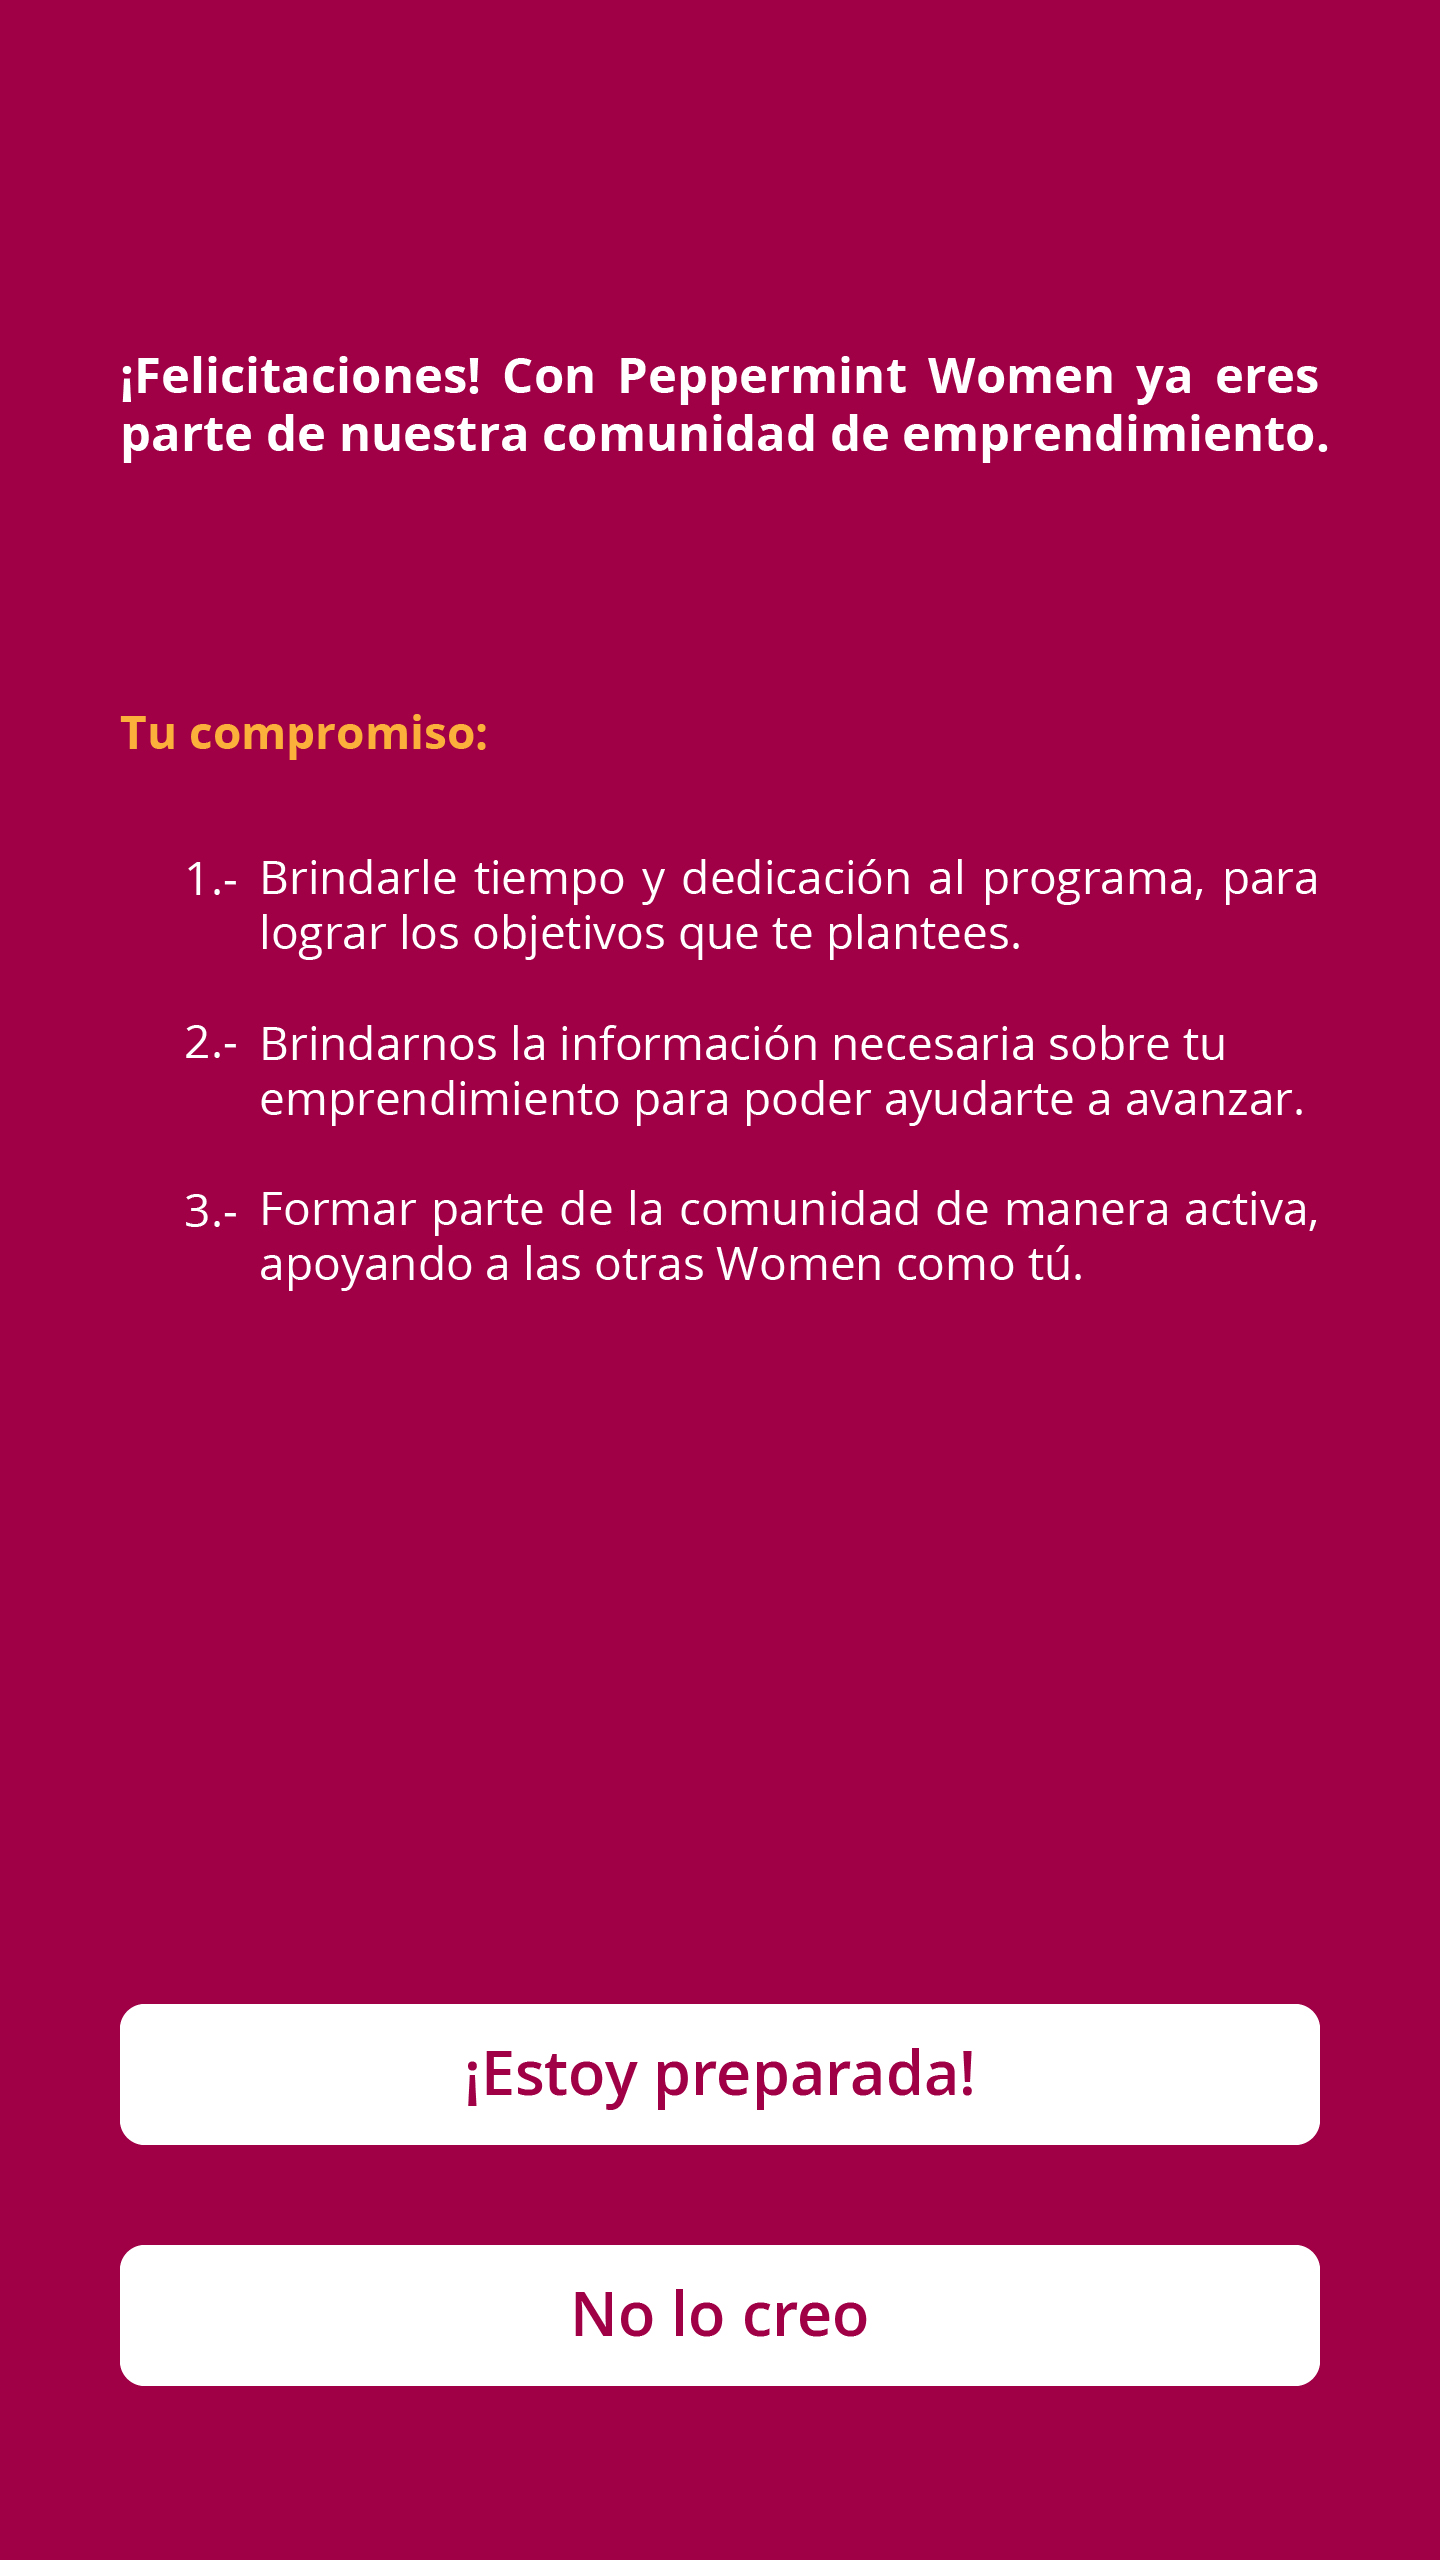 ¡Felicitaciones! Con Peppermint Women ya eres
parte de nuestra comunidad de emprendimiento.
Tu compromiso:
1.- Brindarle tiempo y dedicación al programa, para
lograr los objetivos que te plantees.
2.- Brindarnos la información necesaria sobre tu
emprendimiento para poder ayudarte a avanzar.
3.- Formar parte de la comunidad de manera activa,
apoyando a las otras Women como tú.
¡Estoy preparada!
No lo creo